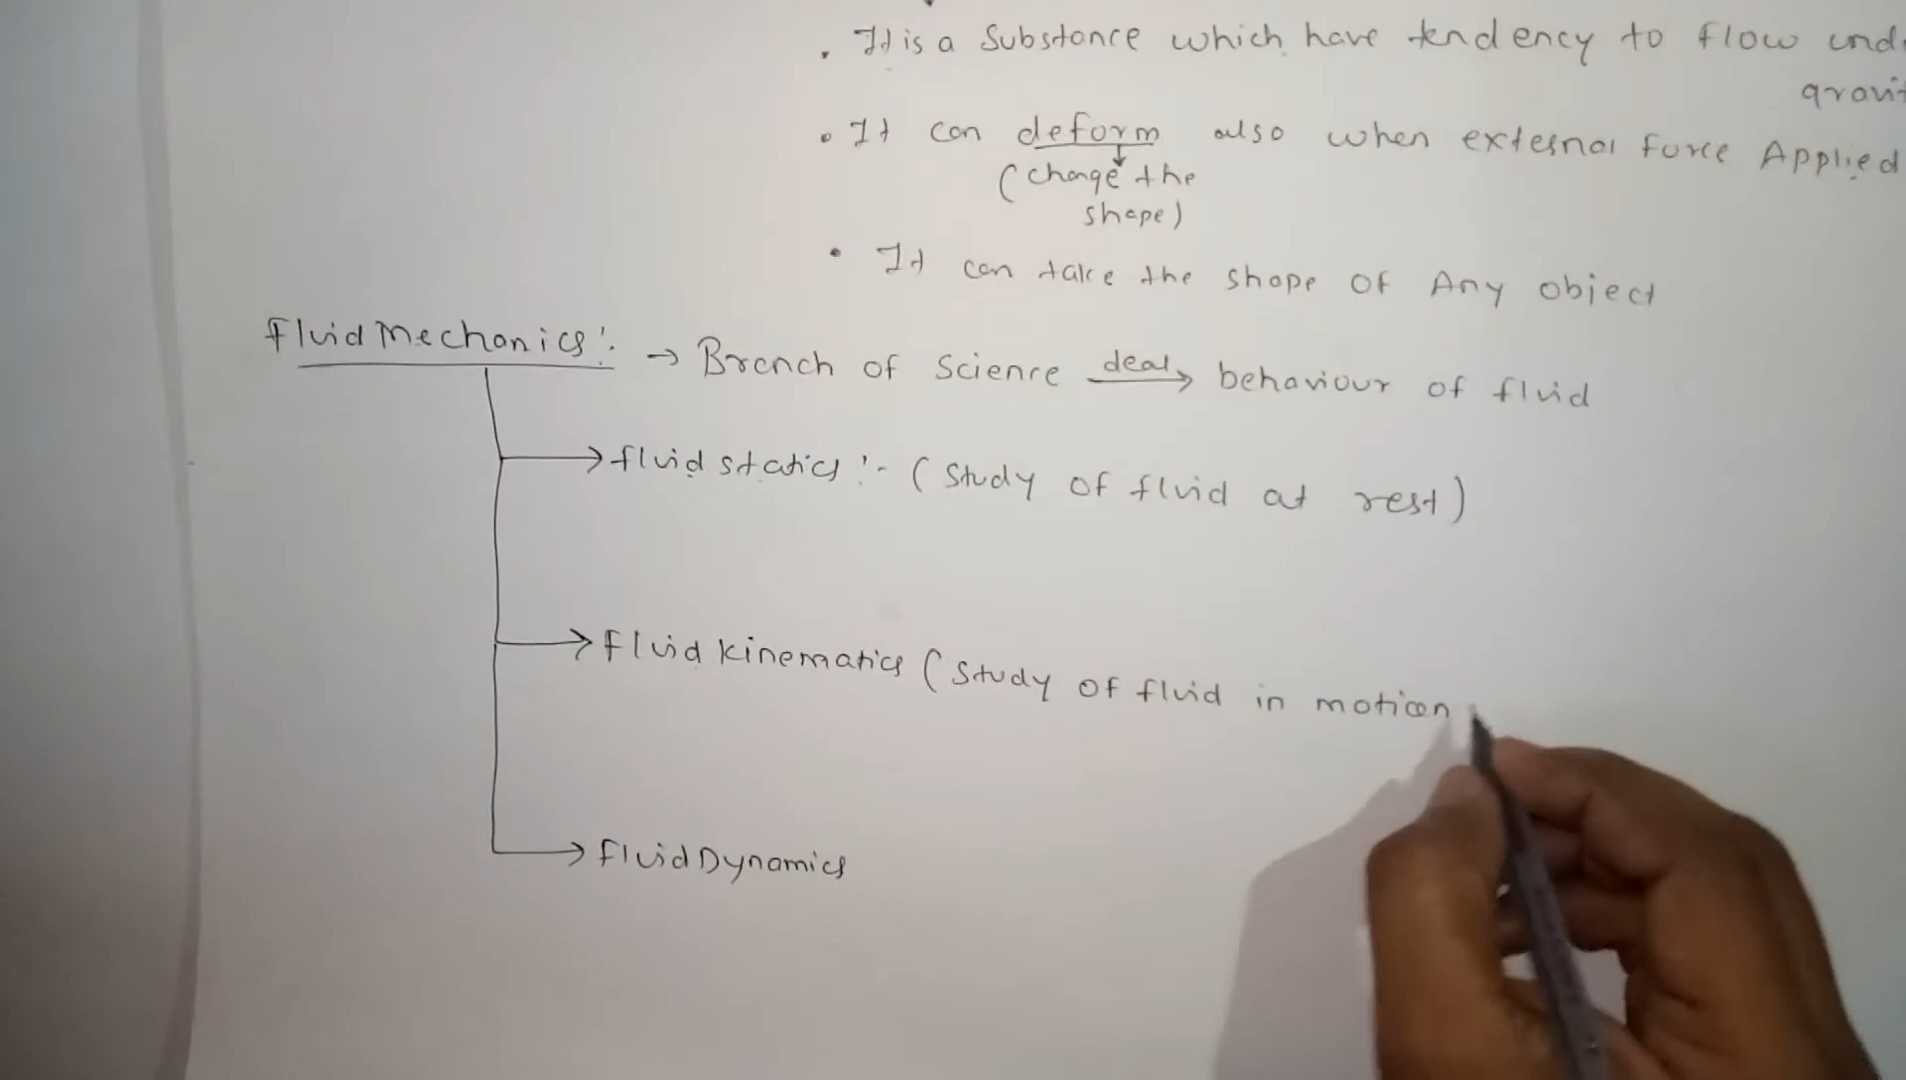 . It is a Substance which have tendency to flow und
gravit
• It can deform also when external force Applied
(change the
shape)
• It can take the shape of Any object
Fluid Mechanics :- → Branch of Science deal behaviour of fluid
→ fluid statics :- (Study of fluid at rest)
→ fluid kinematics (Study of fluid in motion
→ Fluid Dynamics